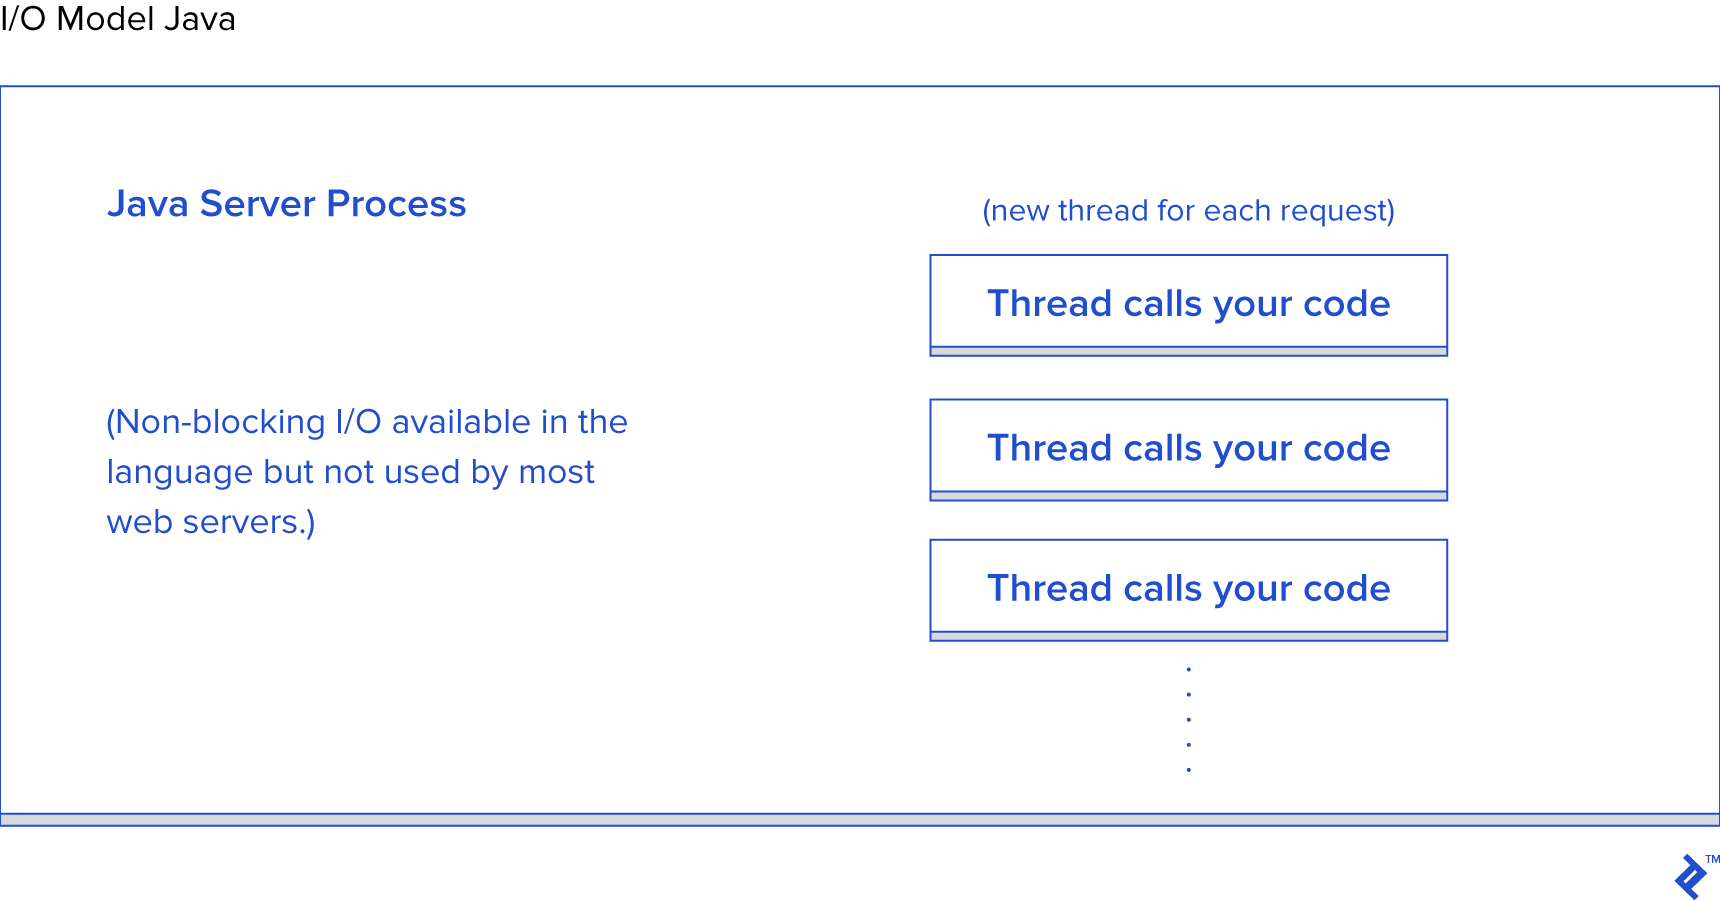 I/O Model Java
Java Server Process
(new thread for each request)
Thread calls your code
(Non-blocking I/O available in the
language but not used by most
web servers.)
Thread calls your code
Thread calls your code
TM